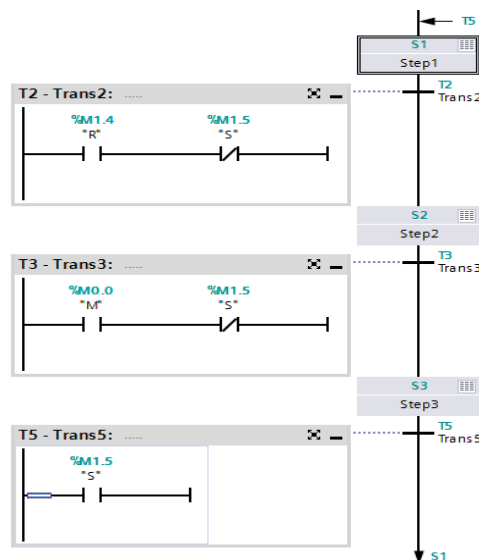 T5
S1
Step1
T2 - Trans2: .....
T2
Trans2
%M1.4 %M1.5
"R" "S"
S2
Step2
T3 - Trans3: .....
T3
Trans3
%M0.0 %M1.5
"M" "S"
S3
Step3
T5 - Trans5: .....
T5
Trans5
%M1.5
"S"
S1